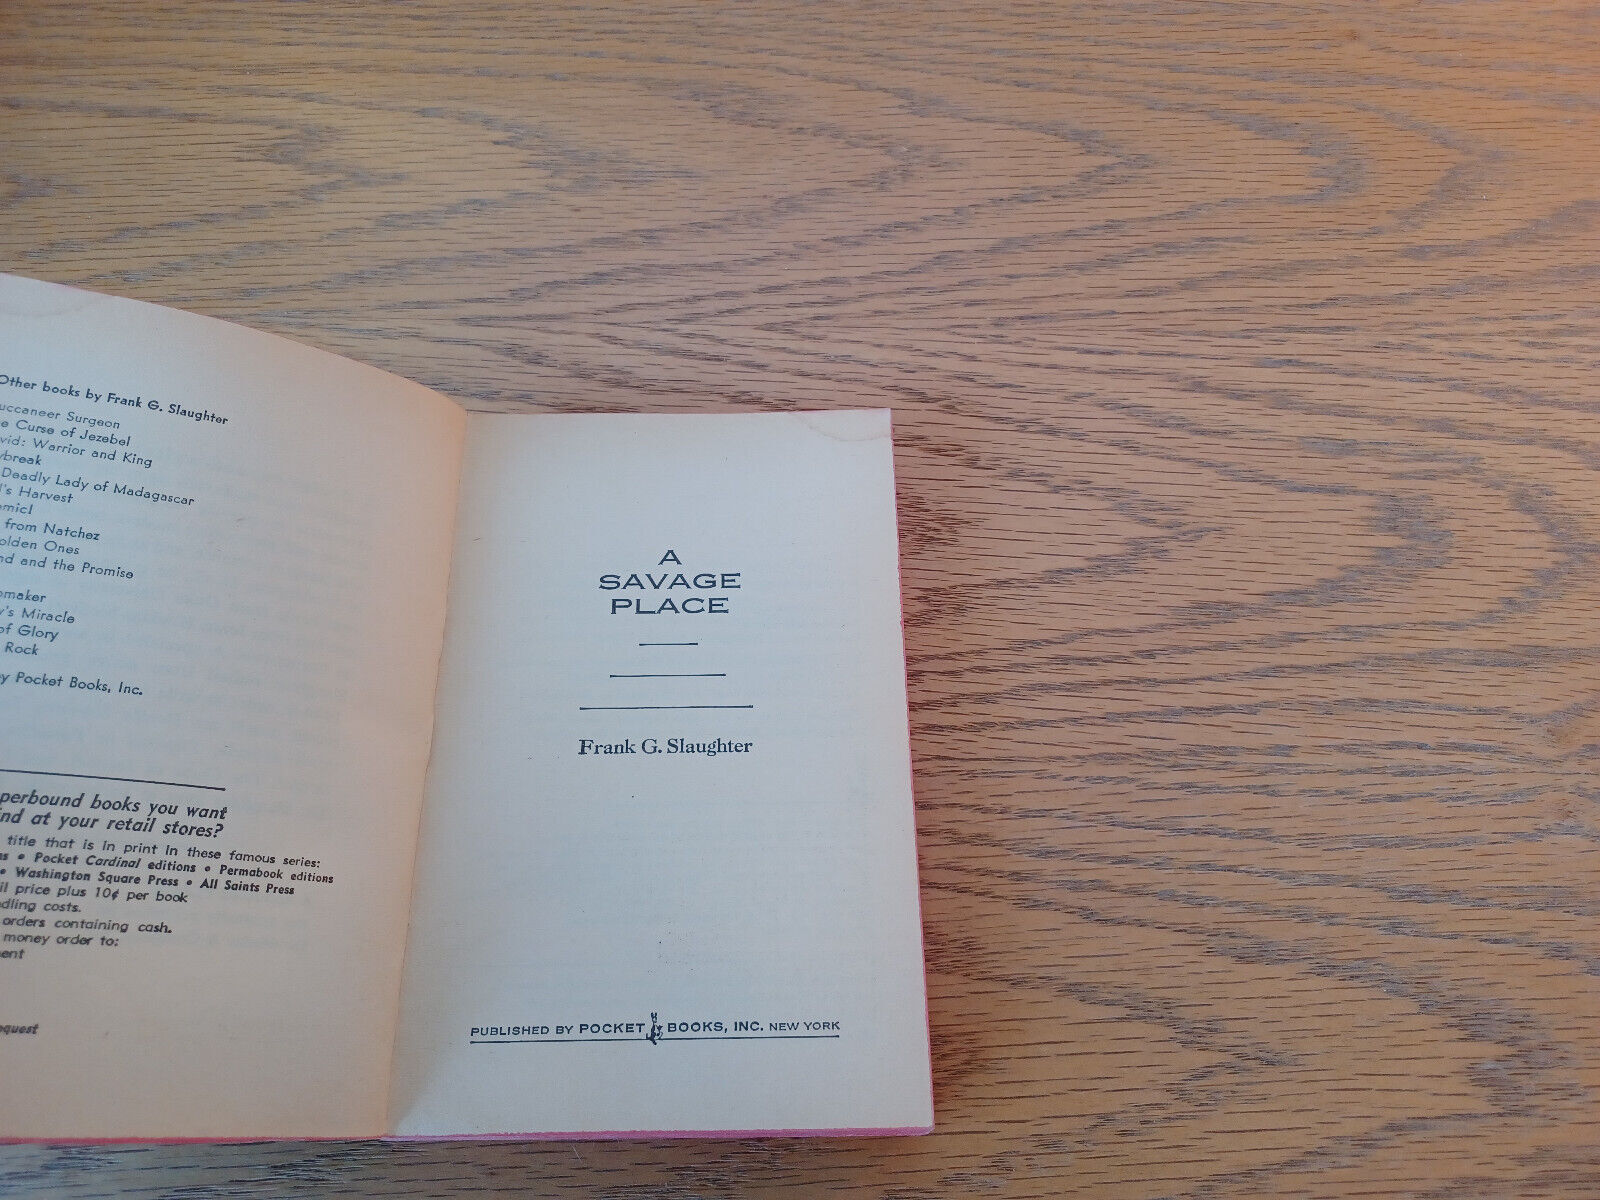 Other books by Frank G. Slaughter
uccaneer Surgeon
e Curse of Jezebel
vid: Warrior and King
ybreak
Deadly Lady of Madagascar
l's Harvest
omicl
from Natchez
olden Ones
nd and the Promise
omaker
y's Miracle
of Glory
Rock
y Pocket Books, Inc.
perbound books you want
ind at your retail stores?
title that is in print in these famous series:
ns • Pocket Cardinal editions • Permabook editions
• Washington Square Press • All Saints Press
il price plus 10¢ per book
dling costs.
orders containing cash.
money order to:
ent
equest
A
SAVAGE
PLACE
Frank G. Slaughter
PUBLISHED BY POCKET BOOKS, INC. NEW YORK